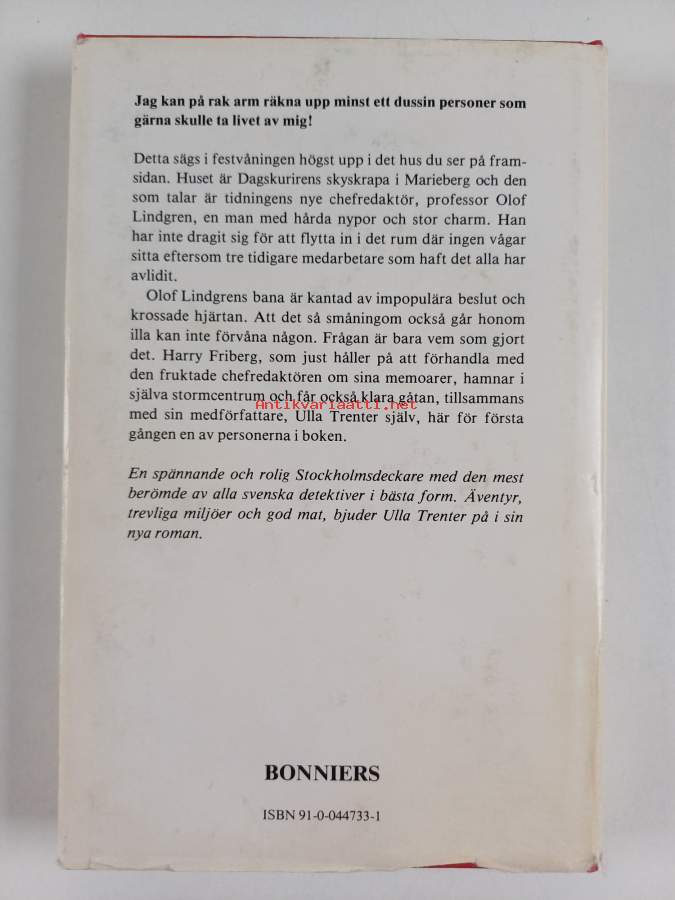 Jag kan på rak arm räkna upp minst ett dussin personer som
gärna skulle ta livet av mig!
Detta sägs i festvåningen högst upp i det hus du ser på fram-
sidan. Huset är Dagskurirens skyskrapa i Marieberg och den
som talar är tidningens nye chefredaktör, professor Olof
Lindgren, en man med hårda nypor och stor charm. Han
har inte dragit sig för att flytta in i det rum där ingen vågar
sitta eftersom tre tidigare medarbetare som haft det alla har
avlidit.
Olof Lindgrens bana är kantad av impopulära beslut och
krossade hjärtan. Att det så småningom också går honom
illa kan inte förvåna någon. Frågan är bara vem som gjort
det. Harry Friberg, som just håller på att förhandla med
den fruktade chefredaktören om sina memoarer, hamnar i
själva stormcentrum och får också klara gåtan, tillsammans
Antikvariaatti.net
med sin medförfattare, Ulla Trenter själv, här för första
gången en av personerna i boken.
En spännande och rolig Stockholmsdeckare med den mest
berömde av alla svenska detektiver i bästa form. Äventyr,
trevliga miljöer och god mat, bjuder Ulla Trenter på i sin
nya roman.
BONNIERS
ISBN 91-0-044733-1